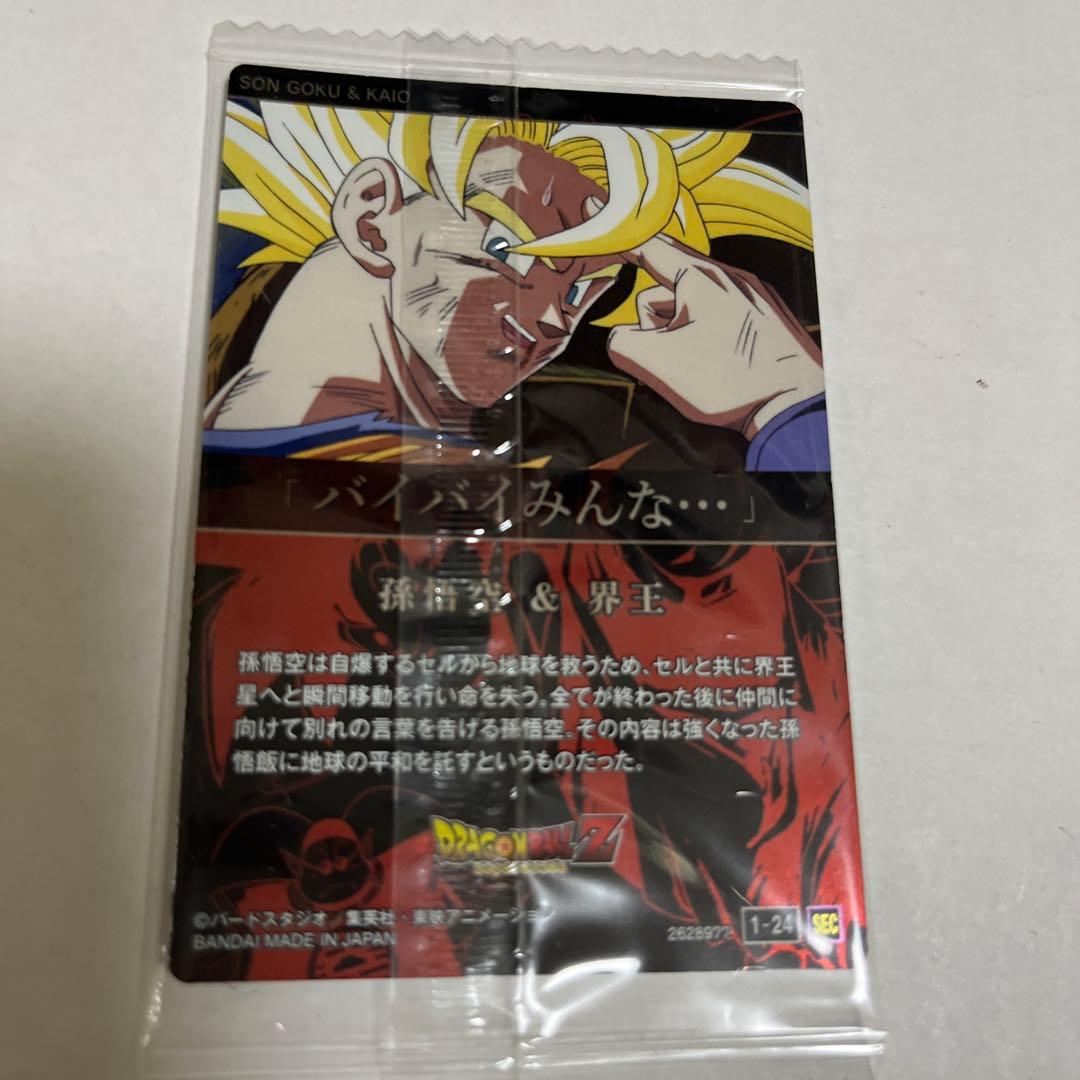 SON GOKU & KAIO
「バイバイみんな…」
孫悟空 & 界王
孫悟空は自爆するセルから地球を救うため、セルと共に界王
星へと瞬間移動を行い命を失う。全てが終わった後に仲間に
向けて別れの言葉を告げる孫悟空。その内容は強くなった孫
悟飯に地球の平和を託すというものだった。
DRAGON BALL Z
©バードスタジオ／集英社・東映アニメーション
BANDAI MADE IN JAPAN
1-24 SEC